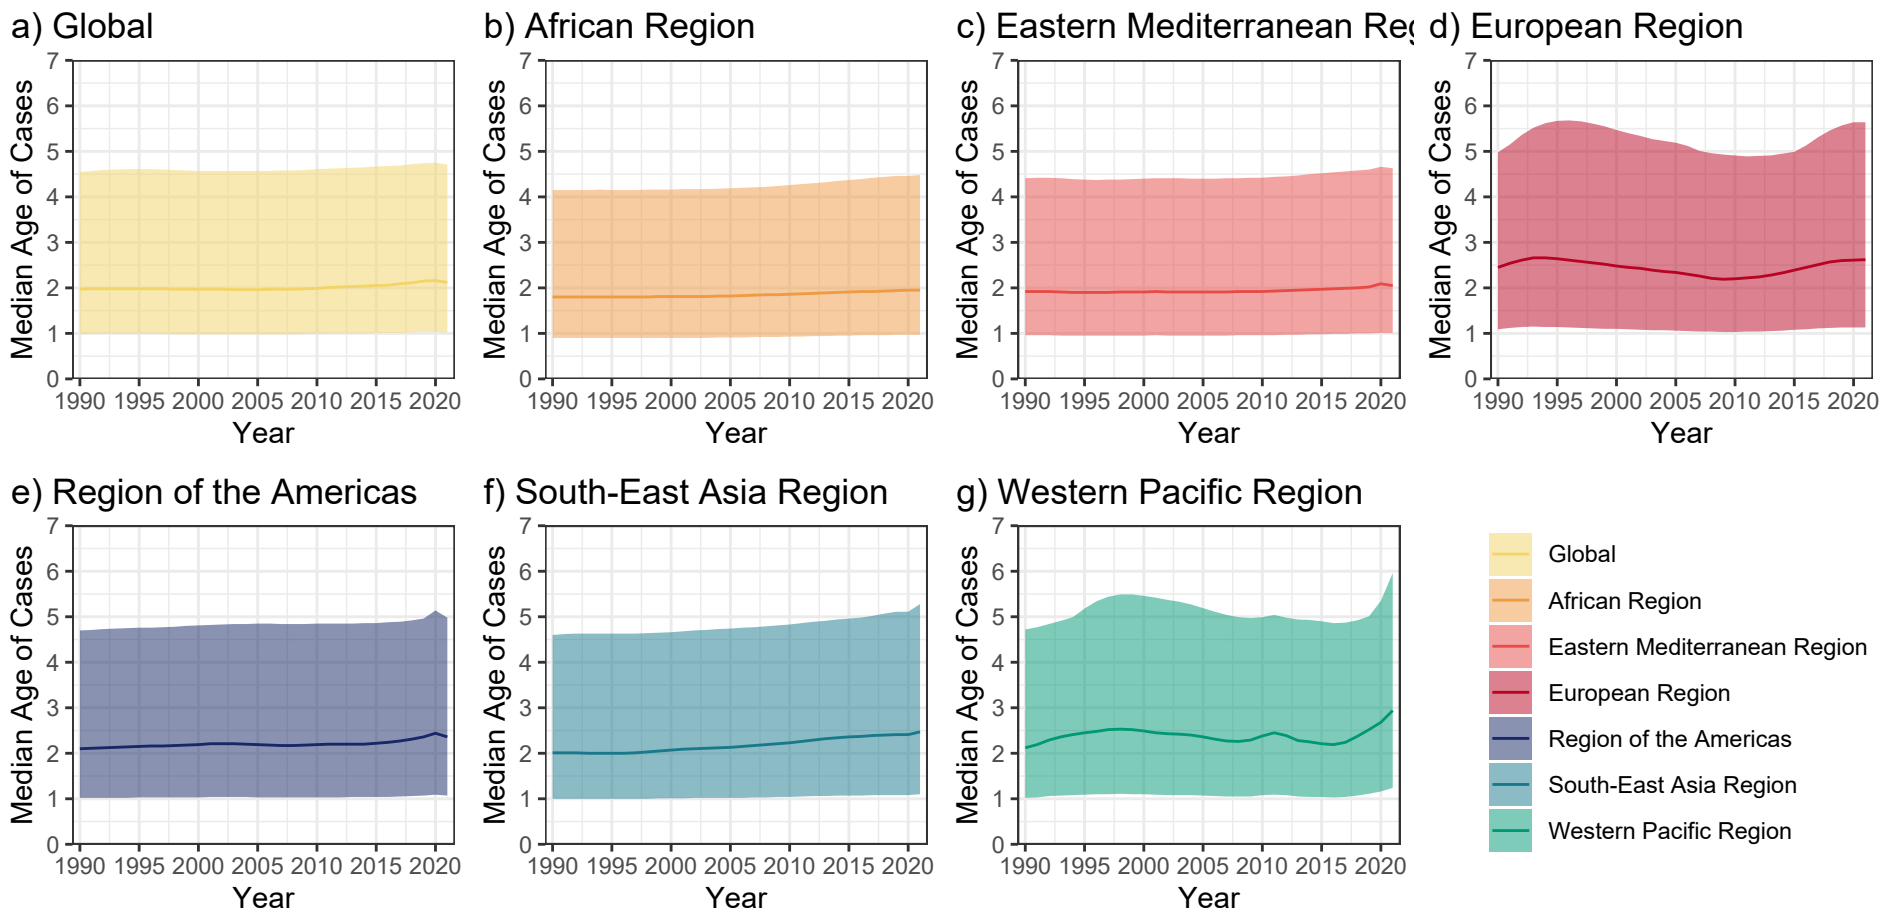 a) Global
b) African Region
c) Eastern Mediterranean Reg
d) European Region
Median Age of Cases
7
6
5
4
3
2
1
0
1990 1995 2000 2005 2010 2015 2020
Year
Median Age of Cases
7
6
5
4
3
2
1
0
1990 1995 2000 2005 2010 2015 2020
Year
Median Age of Cases
7
6
5
4
3
2
1
0
1990 1995 2000 2005 2010 2015 2020
Year
Median Age of Cases
7
6
5
4
3
2
1
0
1990 1995 2000 2005 2010 2015 2020
Year
e) Region of the Americas
f) South-East Asia Region
g) Western Pacific Region
Median Age of Cases
7
6
5
4
3
2
1
0
1990 1995 2000 2005 2010 2015 2020
Year
Median Age of Cases
7
6
5
4
3
2
1
0
1990 1995 2000 2005 2010 2015 2020
Year
Median Age of Cases
7
6
5
4
3
2
1
0
1990 1995 2000 2005 2010 2015 2020
Year
Global
African Region
Eastern Mediterranean Region
European Region
Region of the Americas
South-East Asia Region
Western Pacific Region